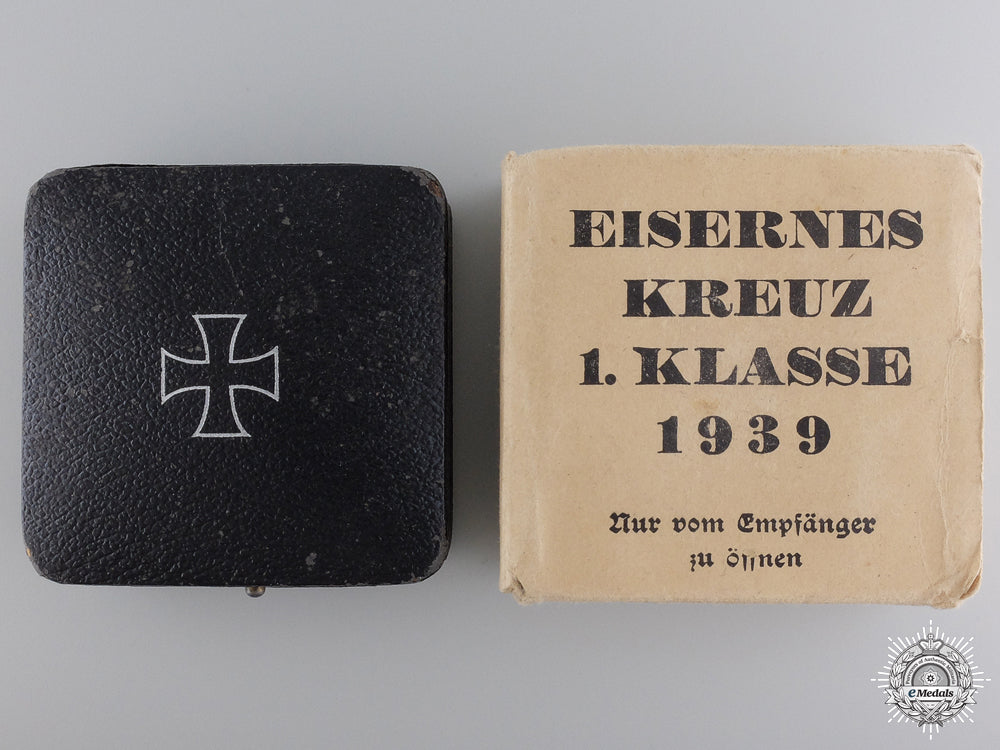 EISERNES
KREUZ
1. KLASSE
1939
Nur vom Empfänger
zu öffnen
eMedals